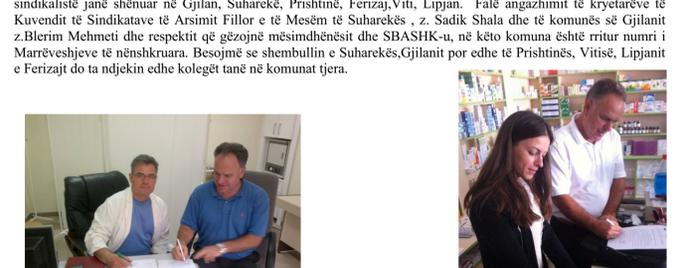 sindikaliste janë shënuar në Gjilan, Suharekë, Prishtinë, Ferizaj,Viti, Lipjan. Falë angazhimit të kryetarëve të
Kuvendit të Sindikatave të Arsimit Fillor e të Mesëm të Suharekës , z. Sadik Shala dhe të komunës së Gjilanit
z.Blerim Mehmeti dhe respektit që gëzojnë mësimdhënësit dhe SBASHK-u, në këto komuna është rritur numri i
Marrëveshjeve të nënshkruara. Besojmë se shembullin e Suharekës,Gjilanit por edhe të Prishtinës, Vitisë, Lipjanit
e Ferizajt do ta ndjekin edhe kolegët tanë në komunat tjera.